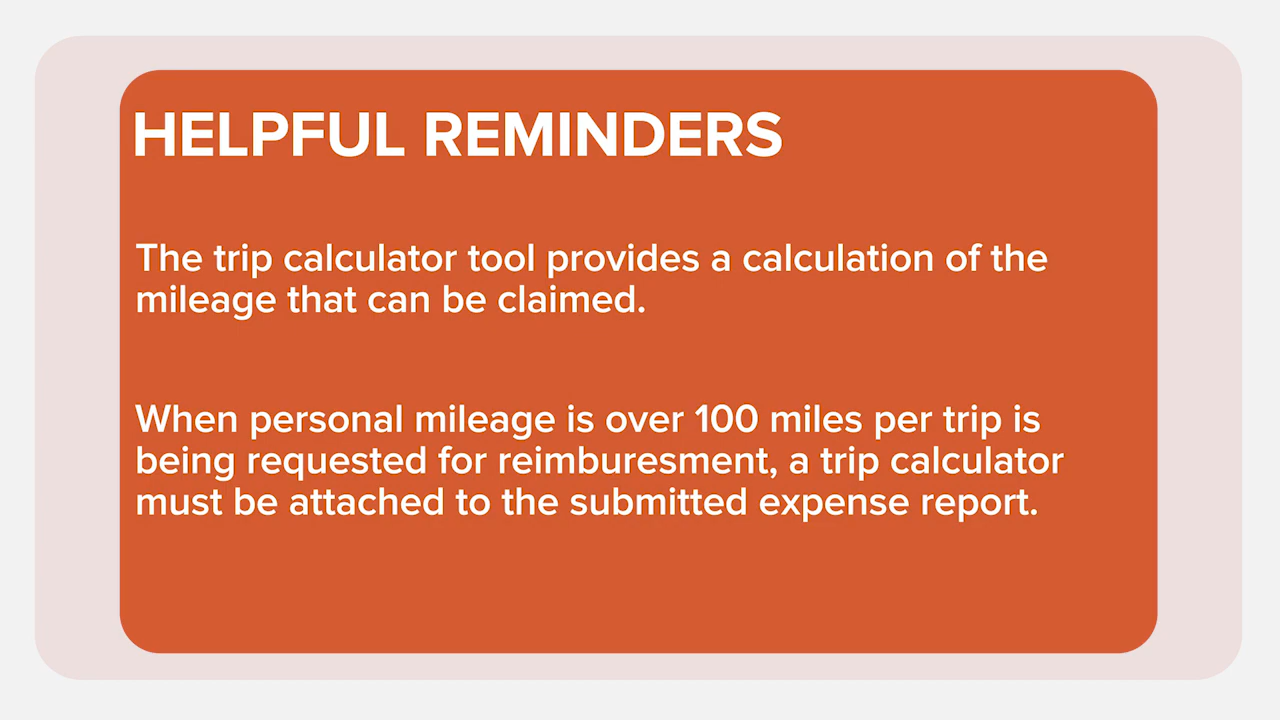 HELPFUL REMINDERS
The trip calculator tool provides a calculation of the
mileage that can be claimed.
When personal mileage is over 100 miles per trip is
being requested for reimburesment, a trip calculator
must be attached to the submitted expense report.